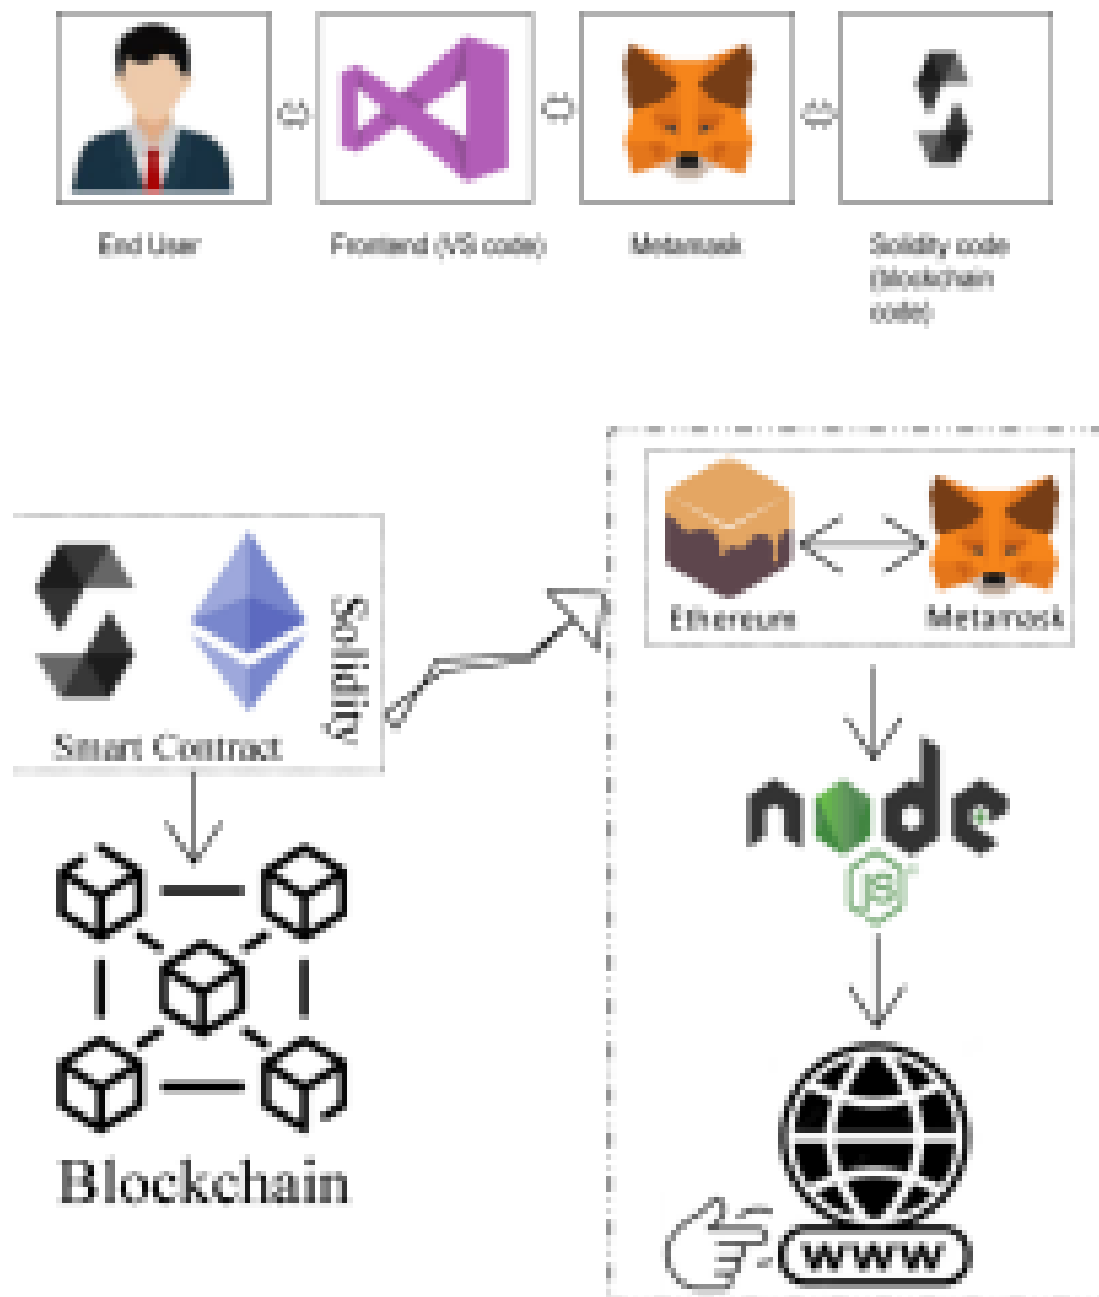 End User
Frontend (VS code)
Metamask
Solidity code
(blockchain
code)
Smart Contract
Solidity
Ethereum
Metamask
node
JS
Blockchain
www